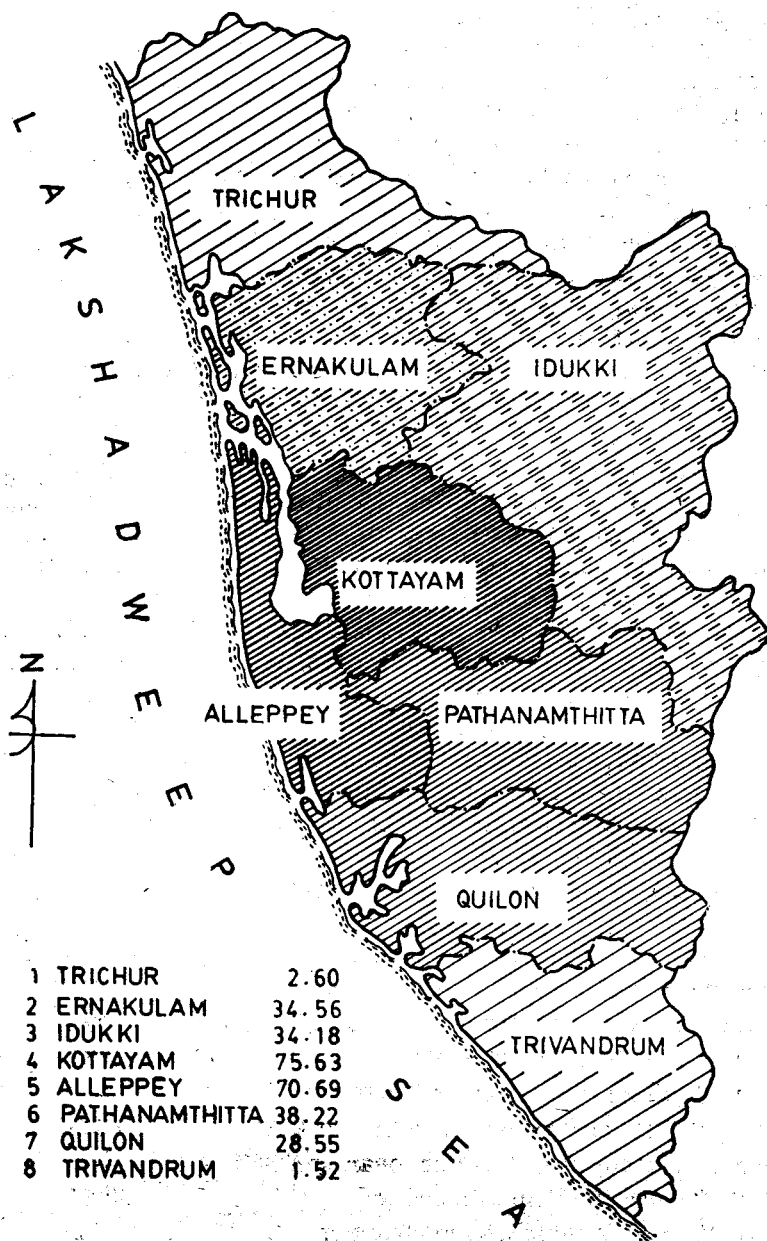 TRICHUR
ERNAKULAM
IDUKKI
KOTTAYAM
ALLEPPEY
PATHANAMTHITTA
QUILON
TRIVANDRUM
LAKSHADWEEP SEA
N
1 TRICHUR 2.60
2 ERNAKULAM 34.56
3 IDUKKI 34.18
4 KOTTAYAM 75.63
5 ALLEPPEY 70.69
6 PATHANAMTHITTA 38.22
7 QUILON 28.55
8 TRIVANDRUM 1.52